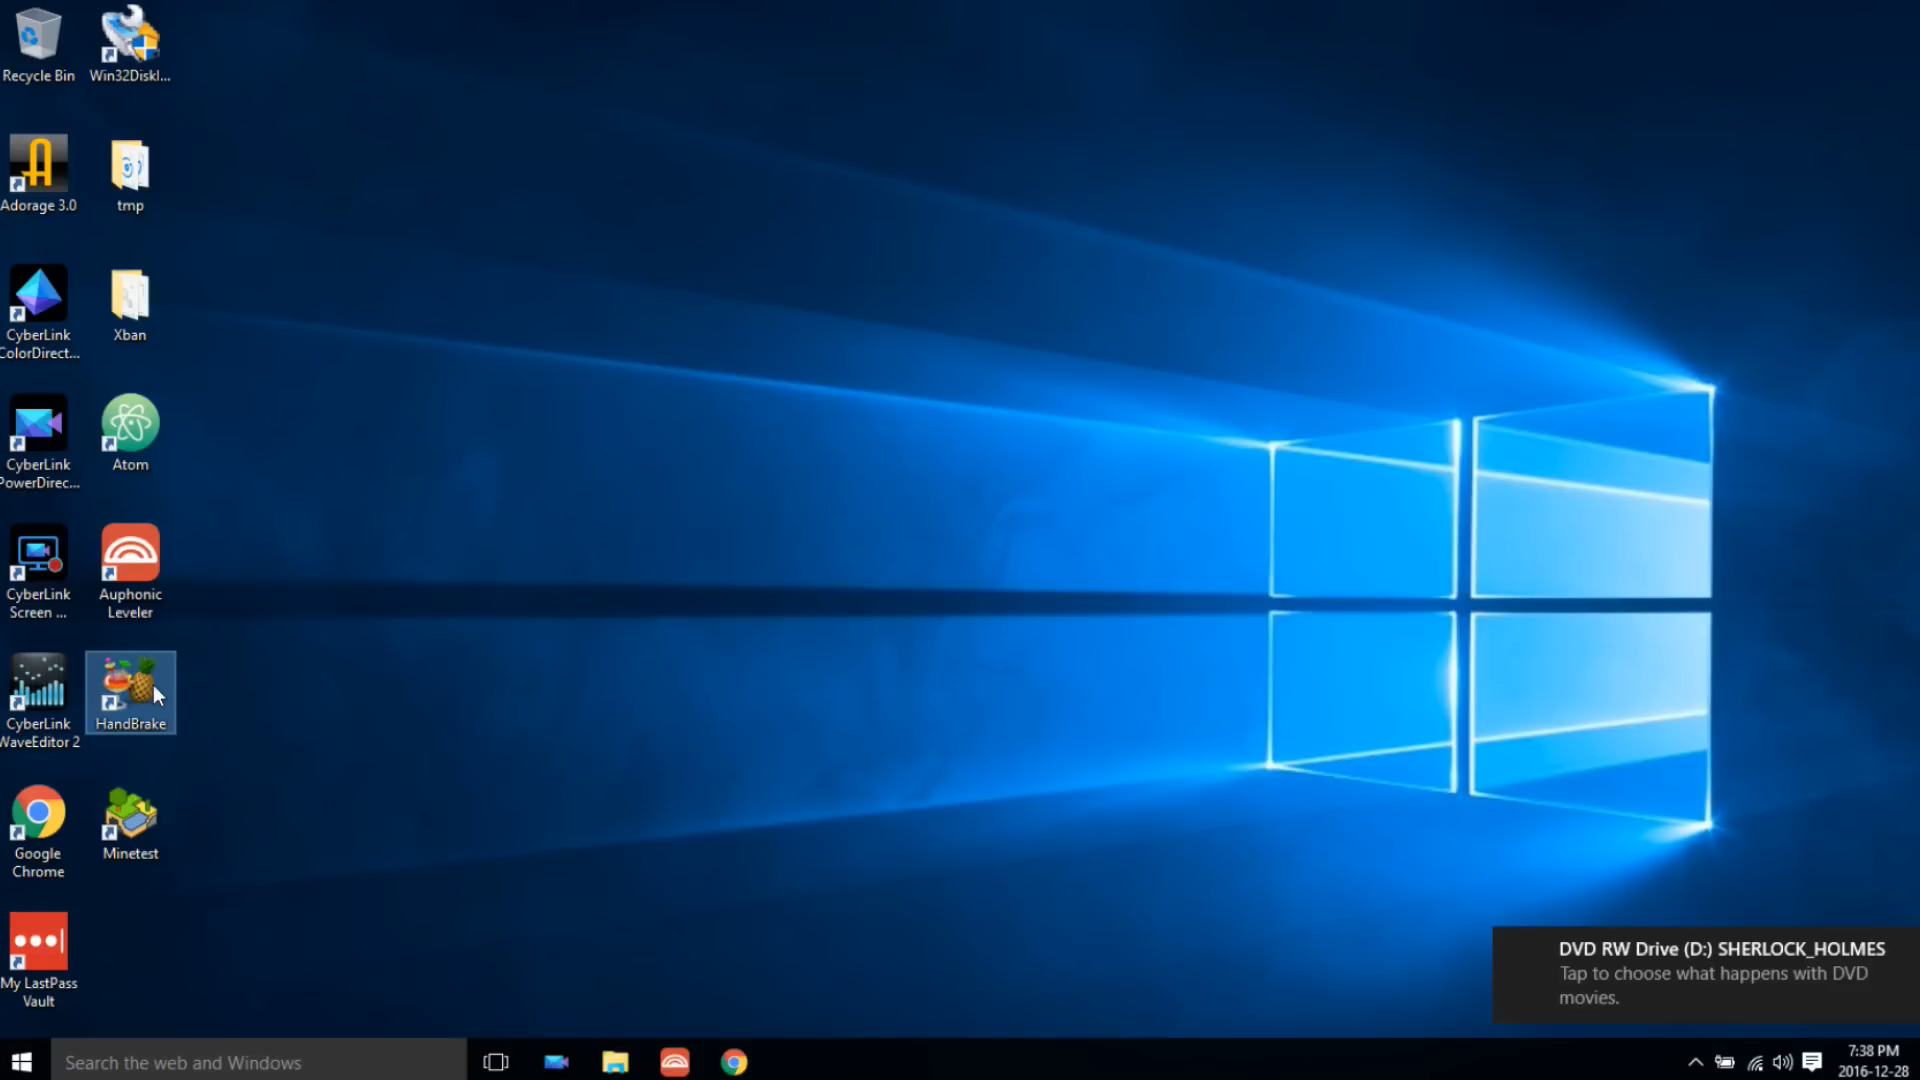 Recycle Bin
Win32DiskI...
Adorage 3.0
tmp
CyberLink
ColorDirect...
Xban
CyberLink
PowerDirec...
Atom
CyberLink
Screen ...
Auphonic
Leveler
CyberLink
WaveEditor 2
HandBrake
Google
Chrome
Minetest
My LastPass
Vault
DVD RW Drive (D:) SHERLOCK_HOLMES
Tap to choose what happens with DVD
movies.
Search the web and Windows
7:38 PM
2016-12-28